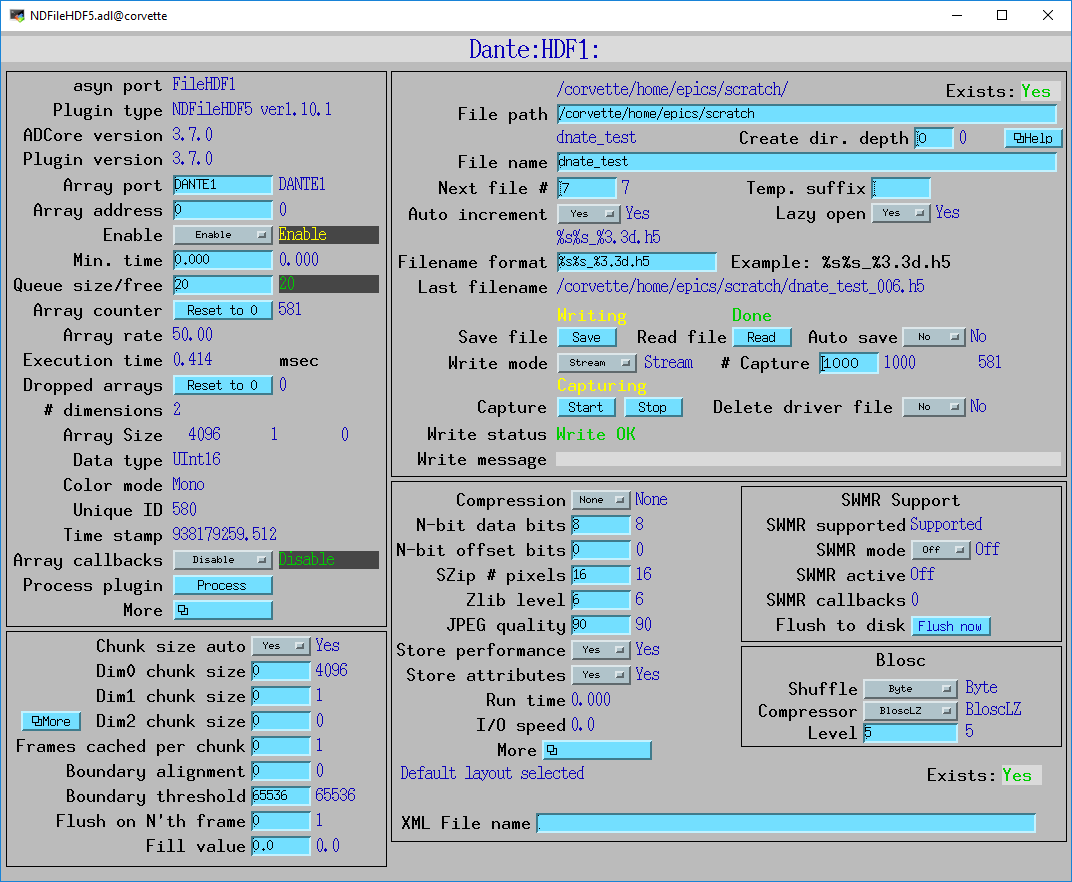 NDFileHDF5.adl@corvette
Dante:HDF1:
asyn port FileHDF1
Plugin type NDFileHDF5 ver1.10.1
ADCore version 3.7.0
Plugin version 3.7.0
Array port DANTE1 DANTE1
Array address 0 0
Enable Enable Enable
Min. time 0.000 0.000
Queue size/free 20 20
Array counter Reset to 0 581
Array rate 50.00
Execution time 0.414 msec
Dropped arrays Reset to 0 0
# dimensions 2
Array Size 4096 1 0
Data type UInt16
Color mode Mono
Unique ID 580
Time stamp 938179259.512
Array callbacks Disable Disable
Process plugin Process
More
Chunk size auto Yes Yes
Dim0 chunk size 0 4096
Dim1 chunk size 0 1
More Dim2 chunk size 0 0
Frames cached per chunk 0 1
Boundary alignment 0 0
Boundary threshold 65536 65536
Flush on N'th frame 0 1
Fill value 0.0 0.0
/corvette/home/epics/scratch/ Exists: Yes
File path /corvette/home/epics/scratch
dnate_test Create dir. depth 0 0 Help
File name dnate_test
Next file # 7 7 Temp. suffix
Auto increment Yes Yes Lazy open Yes Yes
%s%s_%3.3d.h5
Filename format %s%s_%3.3d.h5 Example: %s%s_%3.3d.h5
Last filename /corvette/home/epics/scratch/dnate_test_006.h5
Writing Done
Save file Save Read file Read Auto save No No
Write mode Stream Stream # Capture 1000 1000 581
Capturing
Capture Start Stop Delete driver file No No
Write status Write OK
Write message
Compression None None
N-bit data bits 8 8
N-bit offset bits 0 0
SZip # pixels 16 16
Zlib level 6 6
JPEG quality 90 90
Store performance Yes Yes
Store attributes Yes Yes
Run time 0.000
I/O speed 0.0
More
SWMR Support
SWMR supported Supported
SWMR mode Off Off
SWMR active Off
SWMR callbacks 0
Flush to disk Flush now
Blosc
Shuffle Byte Byte
Compressor BloscLZ BloscLZ
Level 5 5
Default layout selected Exists: Yes
XML File name